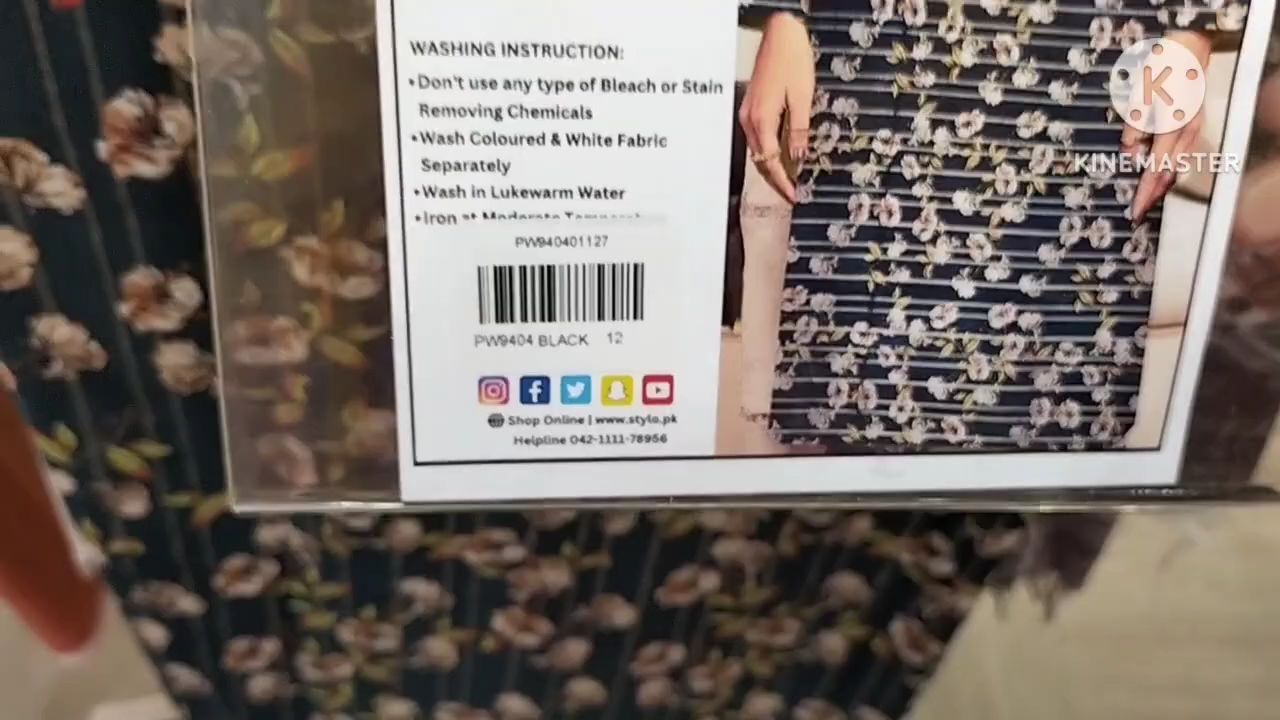 WASHING INSTRUCTION:
•Don't use any type of Bleach or Stain
Removing Chemicals
•Wash Coloured & White Fabric
Separately
•Wash in Lukewarm Water
•Iron at Moderate
PW940401127
PW9404 BLACK 12
Shop Online | www.stylo.pk
Helpline 042-1111-78956
K
KINEMASTER